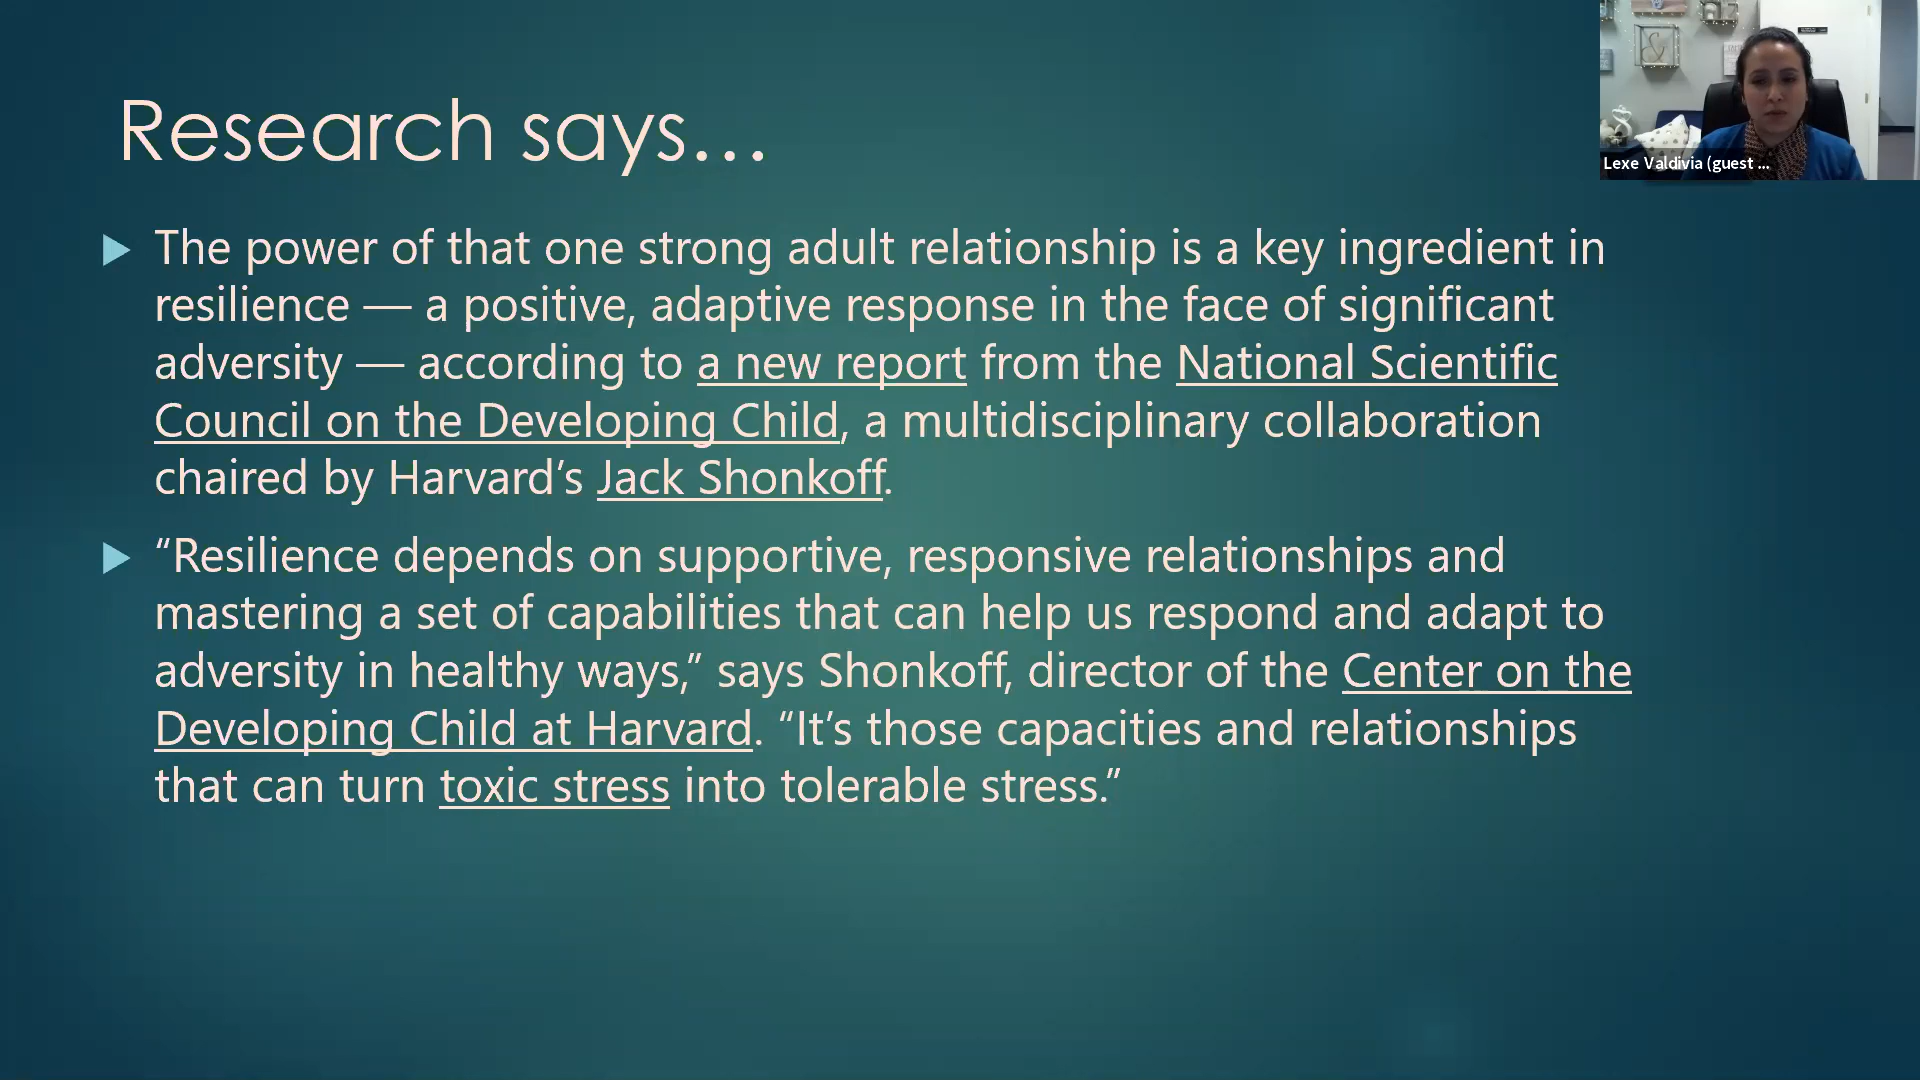 Research says…
The power of that one strong adult relationship is a key ingredient in
resilience — a positive, adaptive response in the face of significant
adversity — according to a new report from the National Scientific
Council on the Developing Child, a multidisciplinary collaboration
chaired by Harvard’s Jack Shonkoff.
“Resilience depends on supportive, responsive relationships and
mastering a set of capabilities that can help us respond and adapt to
adversity in healthy ways,” says Shonkoff, director of the Center on the
Developing Child at Harvard. “It’s those capacities and relationships
that can turn toxic stress into tolerable stress.”
&
Lexe Valdivia (guest ...